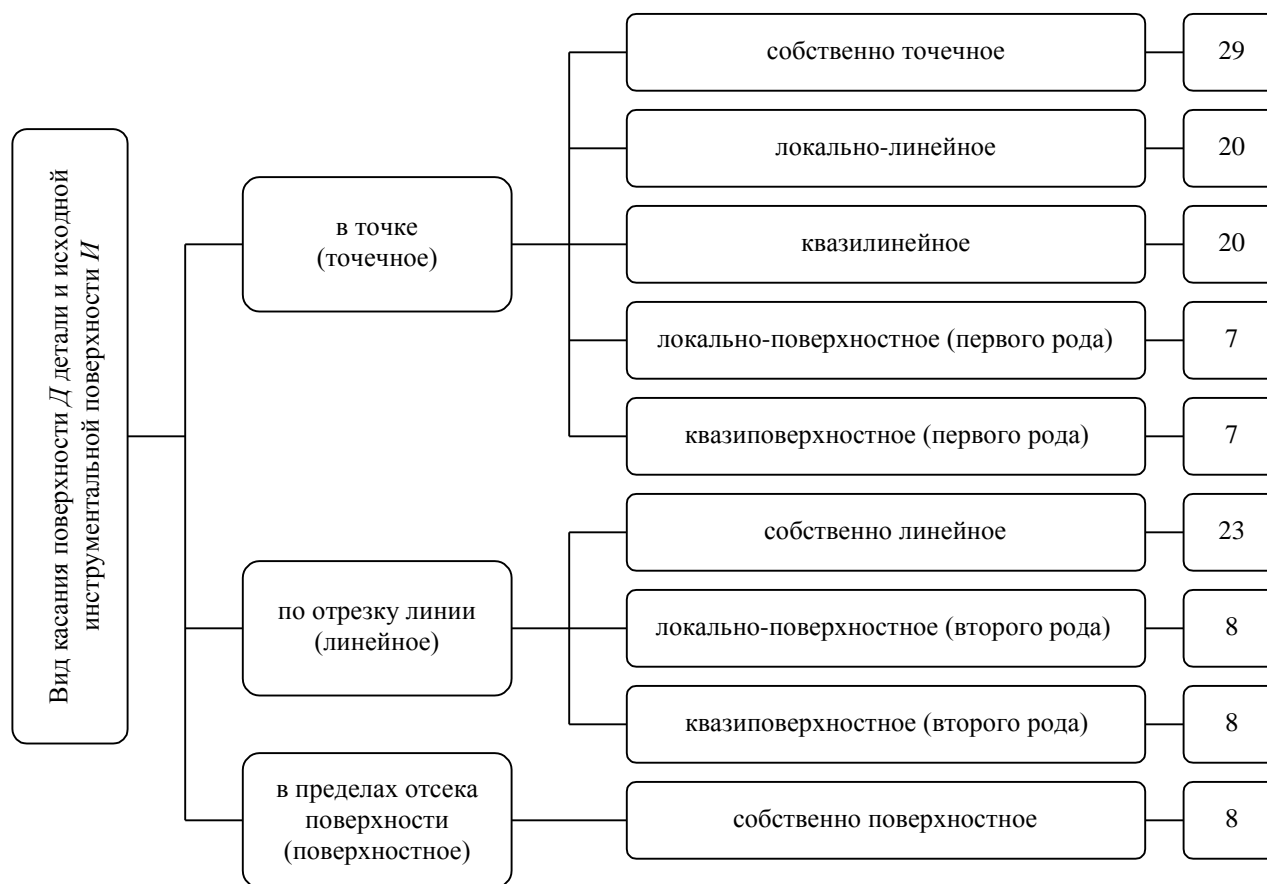 Вид касания поверхности Д детали и исходной
инструментальной поверхности И
в точке
(точечное)
собственно точечное
29
локально-линейное
20
квазилинейное
20
локально-поверхностное (первого рода)
7
квазиповерхностное (первого рода)
7
по отрезку линии
(линейное)
собственно линейное
23
локально-поверхностное (второго рода)
8
квазиповерхностное (второго рода)
8
в пределах отсека
поверхности
(поверхностное)
собственно поверхностное
8